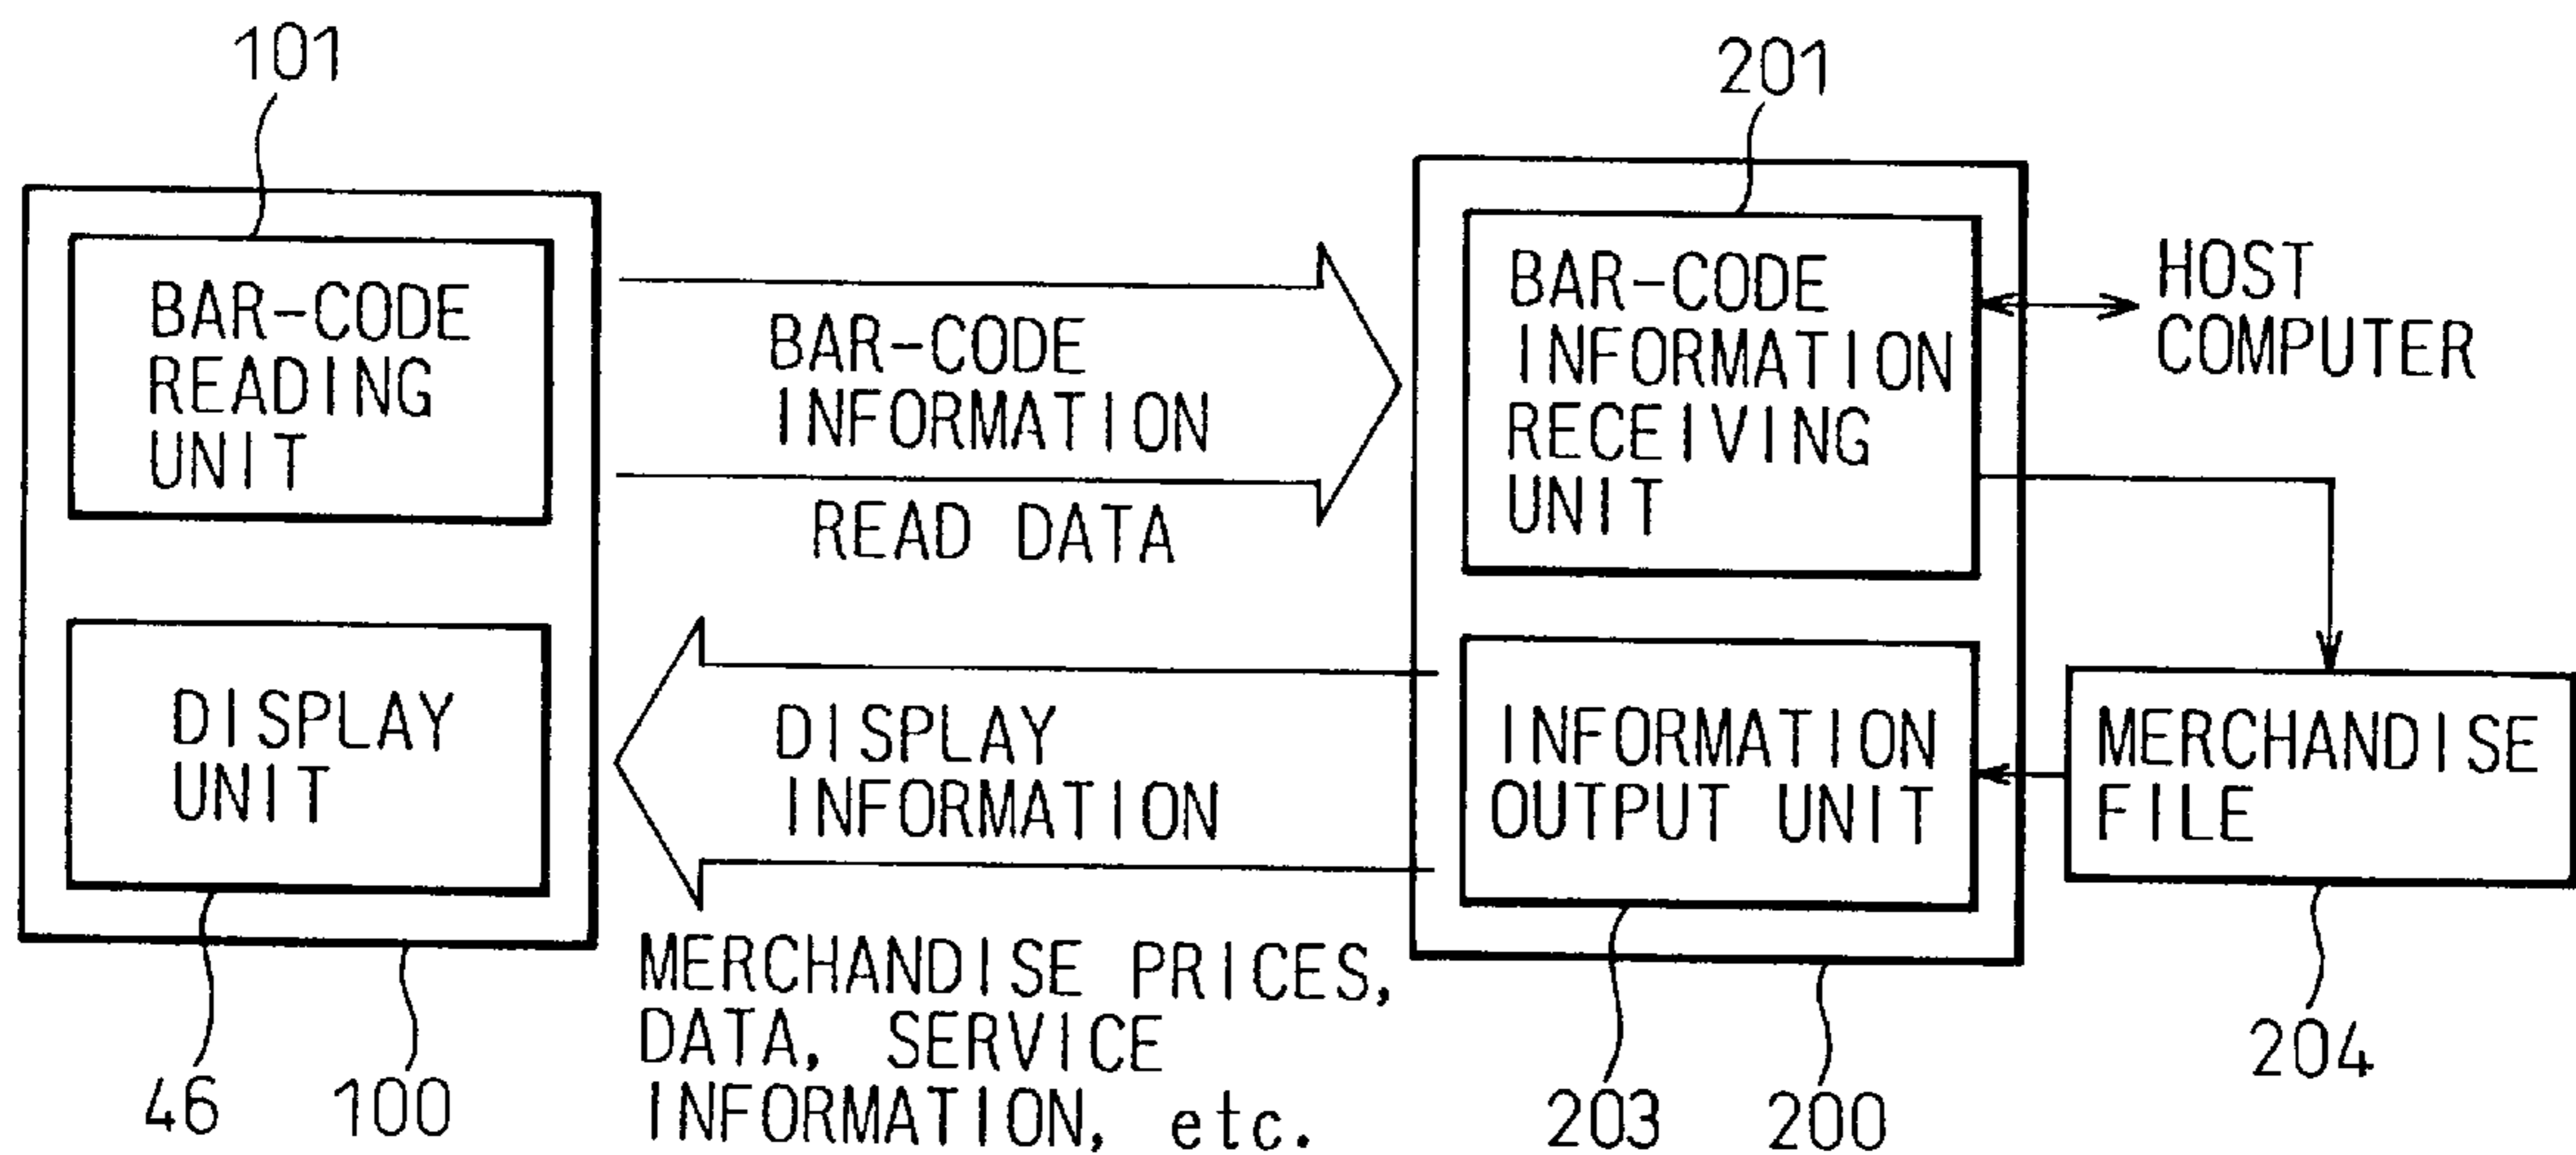 101
201
BAR-CODE
READING
UNIT
BAR-CODE
INFORMATION
READ DATA
BAR-CODE
INFORMATION
RECEIVING
UNIT
HOST
COMPUTER
DISPLAY
UNIT
DISPLAY
INFORMATION
INFORMATION
OUTPUT UNIT
MERCHANDISE
FILE
MERCHANDISE PRICES,
DATA, SERVICE
INFORMATION, etc.
46
100
203
200
204